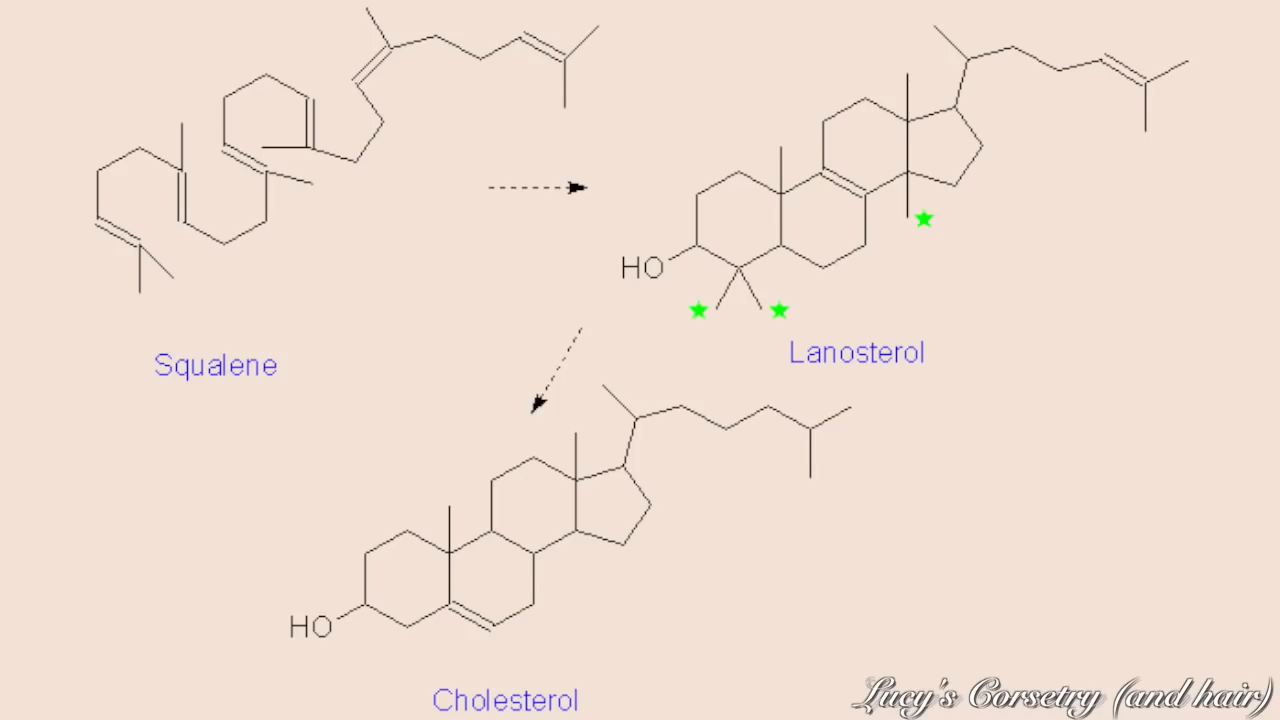 HO
Squalene
Lanosterol
HO
Cholesterol
Lucy's Corsetry (and hair)